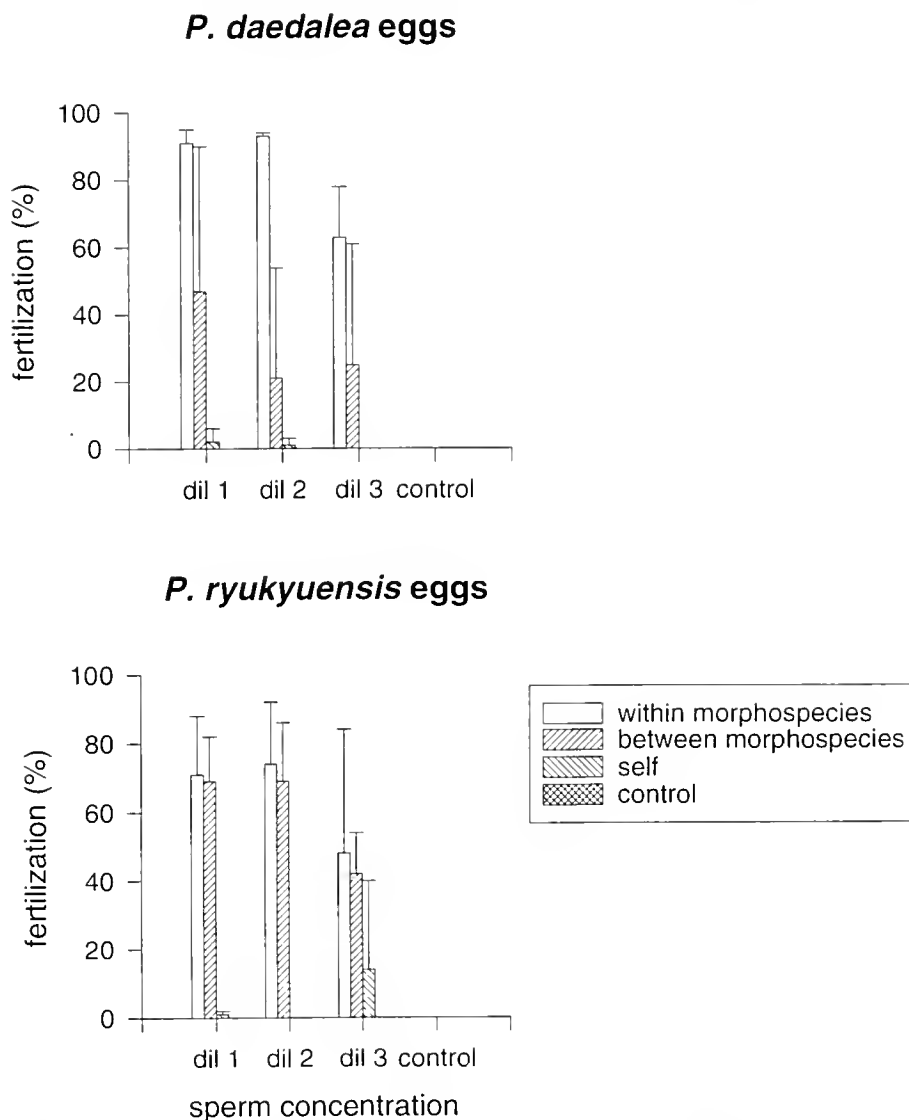 P. daedalea eggs
100
80
60
40
20
0
fertilization (%)
dil 1 dil 2 dil 3 control
P. ryukyuensis eggs
100
80
60
40
20
0
fertilization (%)
dil 1 dil 2 dil 3 control
sperm concentration
within morphospecies
between morphospecies
self
control